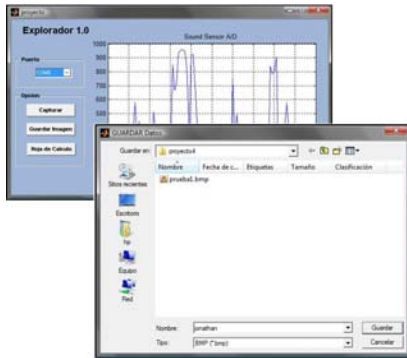 proyecto
Explorador 1.0
Sound Sensor A/D
Puerto
1000
900
800
700
600
500
Opcion
Capturar
Guardar Imagen
Hoja de Calculo
GUARDAR Datos
Guardar en:
proyecto4
Nombre
Fecha de c...
Etiquetas
Tamaño
Clasificación
prueba1.bmp
Sitios recientes
Escritorio
hp
Equipo
Red
Nombre:
jonathan
Guardar
Tipo:
BMP (*.bmp)
Cancelar